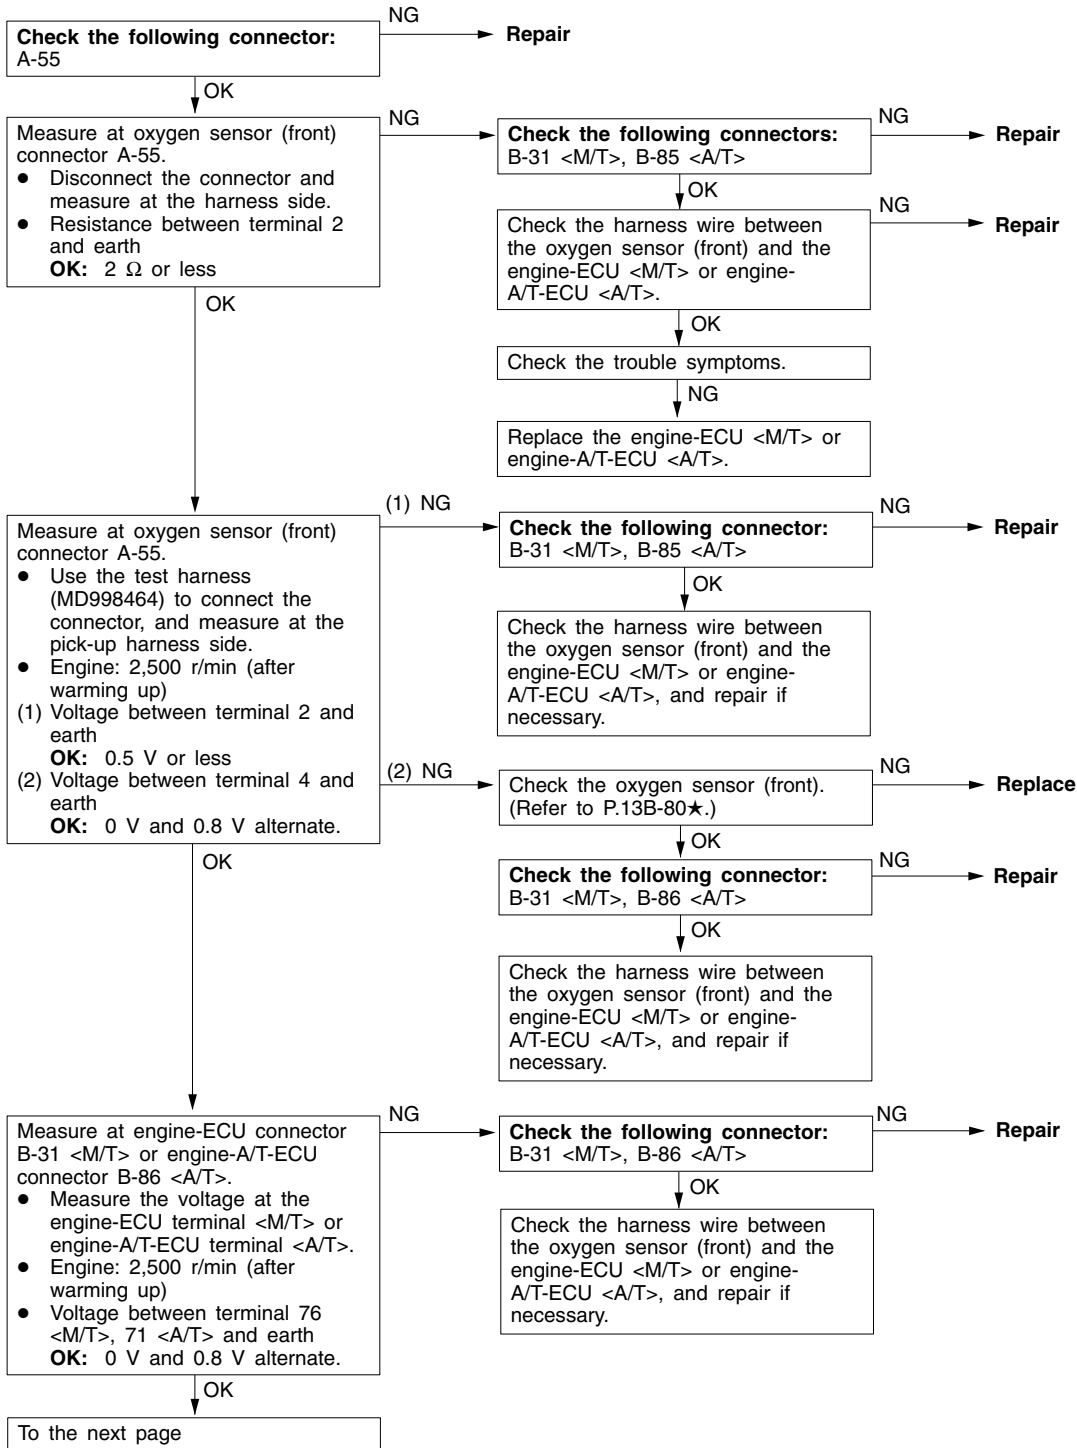 NG
Check the following connector:
A-55
Repair
OK
Measure at oxygen sensor (front)
connector A-55.
● Disconnect the connector and
measure at the harness side.
● Resistance between terminal 2
and earth
OK: 2 Ω or less
NG
Check the following connectors:
B-31 <M/T>, B-85 <A/T>
NG
Repair
OK
Check the harness wire between
the oxygen sensor (front) and the
engine-ECU <M/T> or engine-
A/T-ECU <A/T>.
NG
Repair
OK
Check the trouble symptoms.
NG
Replace the engine-ECU <M/T> or
engine-A/T-ECU <A/T>.
OK
Measure at oxygen sensor (front)
connector A-55.
● Use the test harness
(MD998464) to connect the
connector, and measure at the
pick-up harness side.
● Engine: 2,500 r/min (after
warming up)
(1) Voltage between terminal 2 and
earth
OK: 0.5 V or less
(2) Voltage between terminal 4 and
earth
OK: 0 V and 0.8 V alternate.
(1) NG
Check the following connector:
B-31 <M/T>, B-85 <A/T>
NG
Repair
OK
Check the harness wire between
the oxygen sensor (front) and the
engine-ECU <M/T> or engine-
A/T-ECU <A/T>, and repair if
necessary.
(2) NG
Check the oxygen sensor (front).
(Refer to P.13B-80★.)
NG
Replace
OK
Check the following connector:
B-31 <M/T>, B-86 <A/T>
NG
Repair
OK
Check the harness wire between
the oxygen sensor (front) and the
engine-ECU <M/T> or engine-
A/T-ECU <A/T>, and repair if
necessary.
OK
Measure at engine-ECU connector
B-31 <M/T> or engine-A/T-ECU
connector B-86 <A/T>.
● Measure the voltage at the
engine-ECU terminal <M/T> or
engine-A/T-ECU terminal <A/T>.
● Engine: 2,500 r/min (after
warming up)
● Voltage between terminal 76
<M/T>, 71 <A/T> and earth
OK: 0 V and 0.8 V alternate.
NG
Check the following connector:
B-31 <M/T>, B-86 <A/T>
NG
Repair
OK
Check the harness wire between
the oxygen sensor (front) and the
engine-ECU <M/T> or engine-
A/T-ECU <A/T>, and repair if
necessary.
OK
To the next page